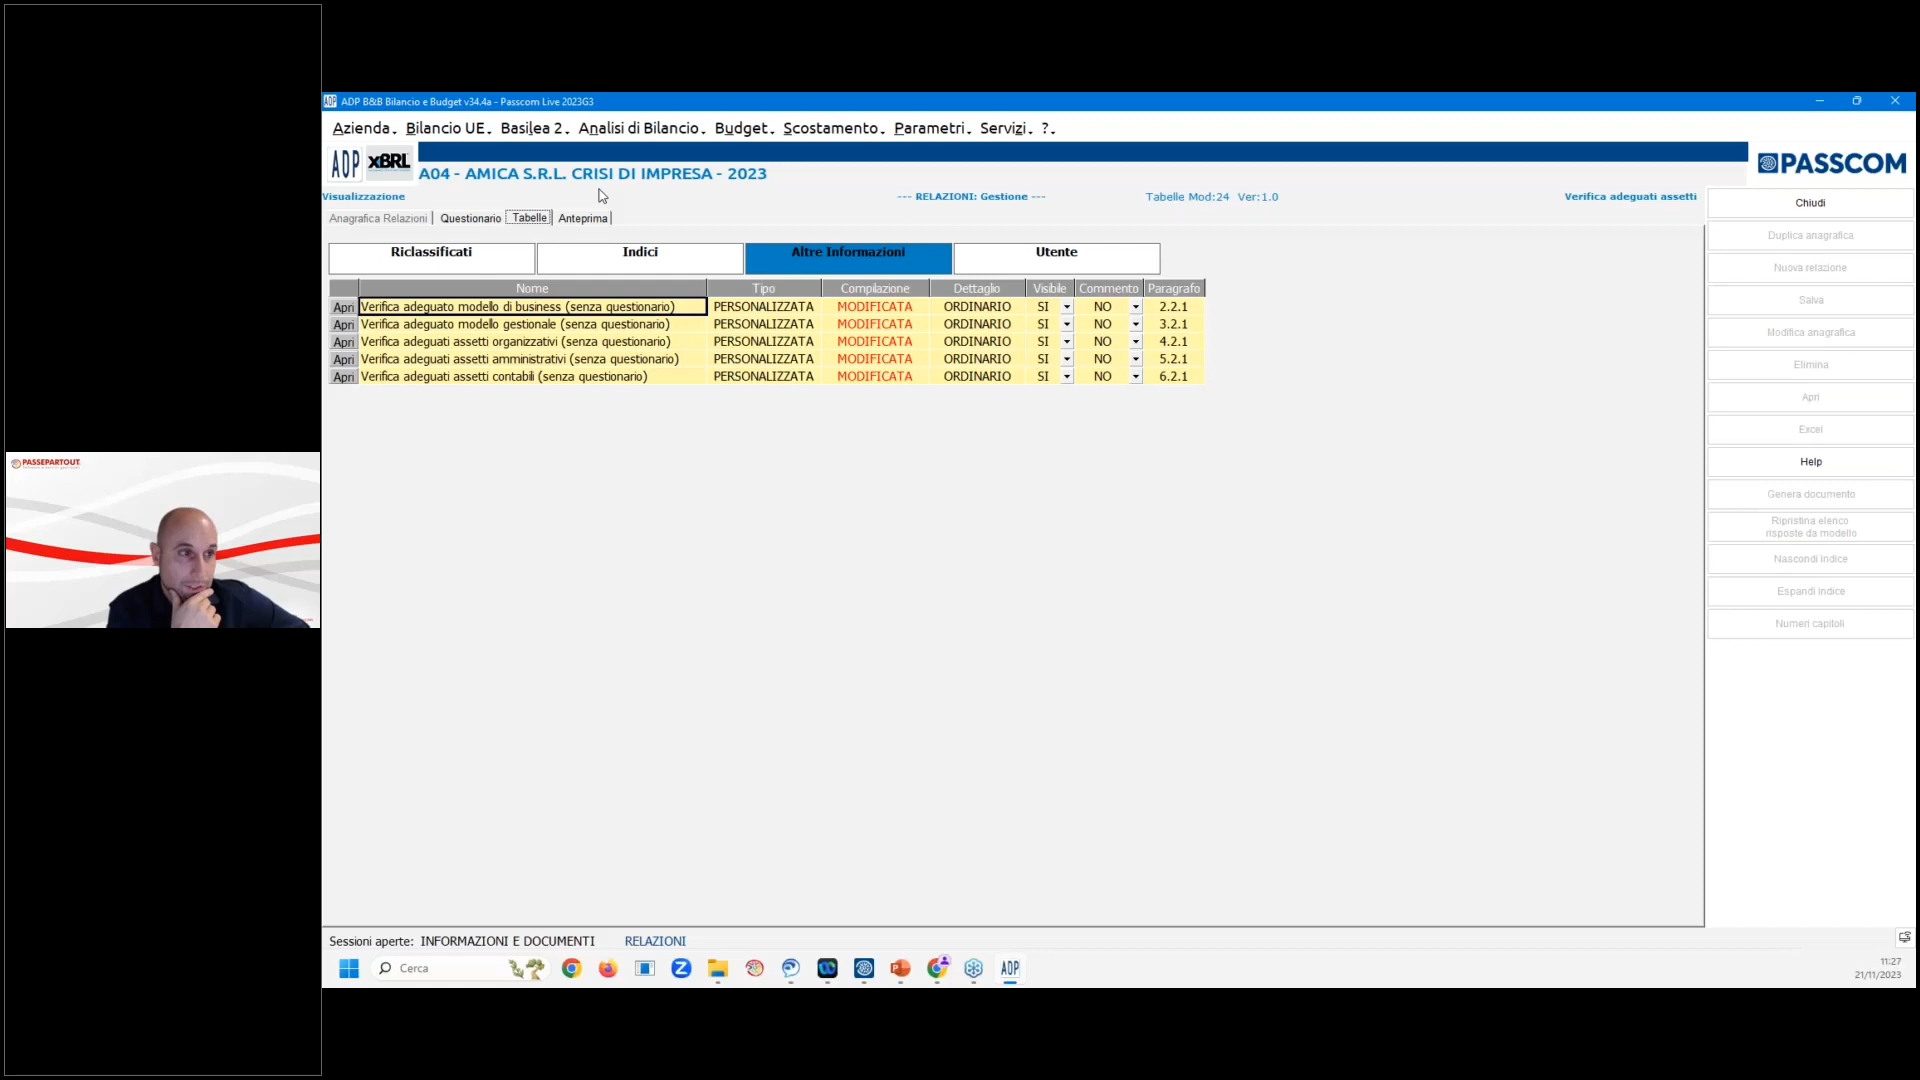 ADP B&B Bilancio e Budget v34.4a - Passcom Live 2023G3
Azienda. Bilancio UE. Basilea 2. Analisi di Bilancio. Budget. Scostamento. Parametri. Servizi. ?.
ADP XBRL
PASSCOM
A04 - AMICA S.R.L. CRISI DI IMPRESA - 2023
Visualizzazione --- RELAZIONI: Gestione --- Tabelle Mod:24 Ver:1.0 Verifica adeguati assetti
Anagrafica Relazioni Questionario Tabelle Anteprima
Riclassificati Indici Altre Informazioni Utente
Nome Tipo Compilazione Dettaglio Visibile Commento Paragrafo
Apri Verifica adeguato modello di business (senza questionario) PERSONALIZZATA MODIFICATA ORDINARIO SI NO 2.2.1
Apri Verifica adeguato modello gestionale (senza questionario) PERSONALIZZATA MODIFICATA ORDINARIO SI NO 3.2.1
Apri Verifica adeguati assetti organizzativi (senza questionario) PERSONALIZZATA MODIFICATA ORDINARIO SI NO 4.2.1
Apri Verifica adeguati assetti amministrativi (senza questionario) PERSONALIZZATA MODIFICATA ORDINARIO SI NO 5.2.1
Apri Verifica adeguati assetti contabili (senza questionario) PERSONALIZZATA MODIFICATA ORDINARIO SI NO 6.2.1
Chiudi
Duplica anagrafica
Nuova relazione
Salva
Modifica anagrafica
Elimina
Apri
Excel
Help
Genera documento
Ripristina elenco
risposte da modello
Nascondi indice
Espandi indice
Numeri capitoli
PASSEPARTOUT
Sessioni aperte: INFORMAZIONI E DOCUMENTI RELAZIONI
Cerca
ADP
11:27
21/11/2023